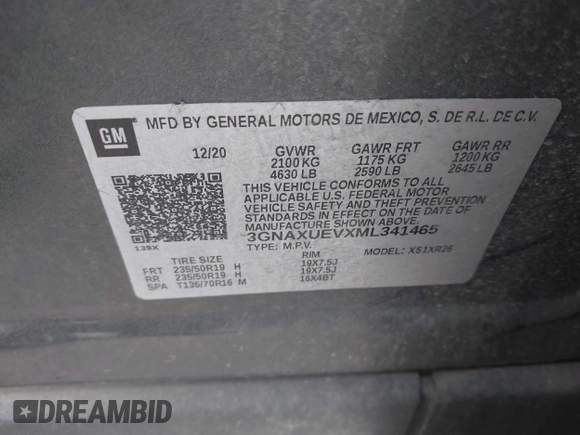 GM
MFD BY GENERAL MOTORS DE MEXICO, S. DE R.L. DE C.V.
12/20 GVWR GAWR FRT GAWR RR
2100 KG 1175 KG 1200 KG
4630 LB 2590 LB 2645 LB
THIS VEHICLE CONFORMS TO ALL
APPLICABLE U.S. FEDERAL MOTOR
VEHICLE SAFETY AND THEFT
PREVENTION STANDARDS IN
EFFECT ON THE DATE OF
MANUFACTURE SHOWN ABOVE.
3GNAXUEVXML341465
139X TYPE: M.P.V. MODEL: X51XR26
TIRE SIZE RIM
FRT 235/50R19 H 19X7.5J
RR 235/50R19 H 19X7.5J
SPA T135/70R16 M 16X4BT
DREAMBID